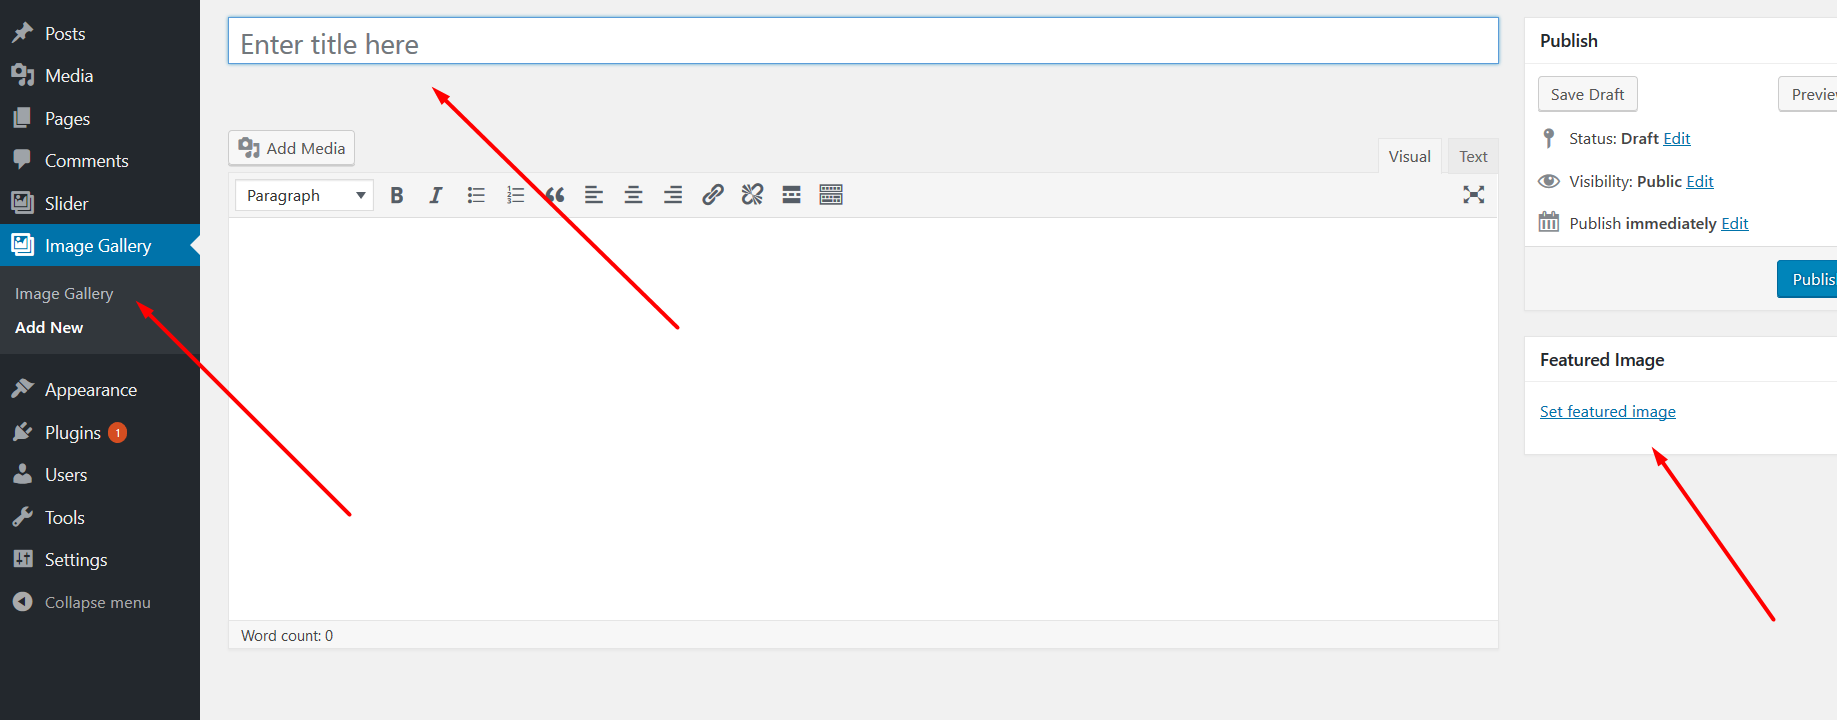 Posts
Media
Pages
Comments
Slider
Image Gallery
Image Gallery
Add New
Appearance
Plugins 1
Users
Tools
Settings
Collapse menu
Enter title here
Add Media
Visual Text
Paragraph
Word count: 0
Publish
Save Draft
Previe
Status: Draft Edit
Visibility: Public Edit
Publish immediately Edit
Publis
Featured Image
Set featured image